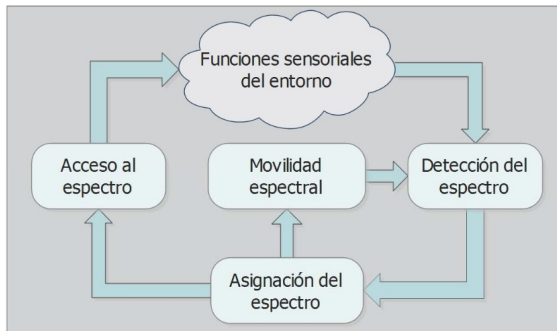 Funciones sensoriales
del entorno
Acceso al
espectro
Movilidad
espectral
Detección del
espectro
Asignación del
espectro